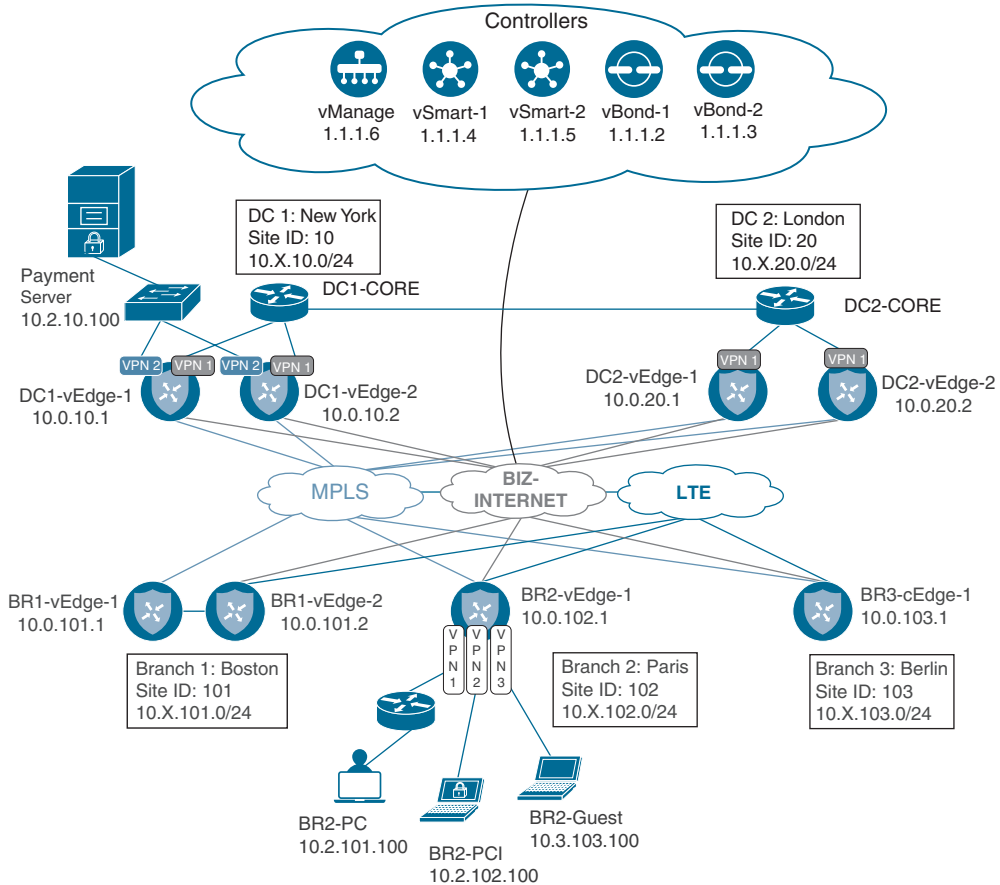 Controllers
vManage
1.1.1.6
vSmart-1
1.1.1.4
vSmart-2
1.1.1.5
vBond-1
1.1.1.2
vBond-2
1.1.1.3
Payment
Server
10.2.10.100
DC 1: New York
Site ID: 10
10.X.10.0/24
DC1-CORE
DC 2: London
Site ID: 20
10.X.20.0/24
DC2-CORE
VPN 2
VPN 1
VPN 2
VPN 1
VPN 1
VPN 1
DC1-vEdge-1
10.0.10.1
DC1-vEdge-2
10.0.10.2
DC2-vEdge-1
10.0.20.1
DC2-vEdge-2
10.0.20.2
MPLS
BIZ-
INTERNET
LTE
BR1-vEdge-1
10.0.101.1
BR1-vEdge-2
10.0.101.2
BR2-vEdge-1
10.0.102.1
BR3-cEdge-1
10.0.103.1
VPN1
VPN2
VPN3
Branch 1: Boston
Site ID: 101
10.X.101.0/24
Branch 2: Paris
Site ID: 102
10.X.102.0/24
Branch 3: Berlin
Site ID: 103
10.X.103.0/24
BR2-PC
10.2.101.100
BR2-PCI
10.2.102.100
BR2-Guest
10.3.103.100